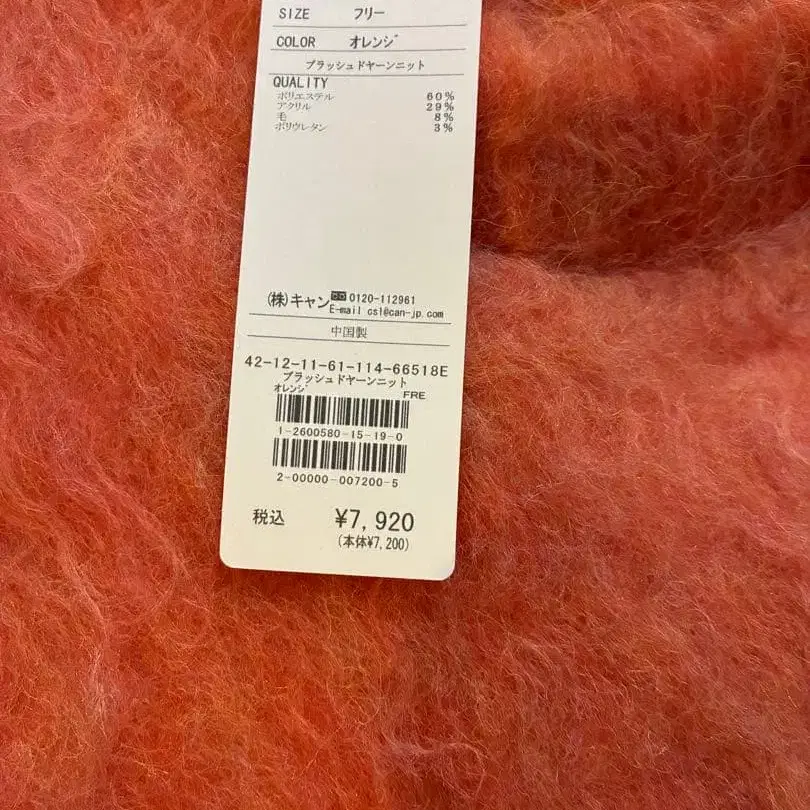 SIZE フリー
COLOR オレンジ
ブラッシュドヤーンニット
QUALITY
ポリエステル 60%
アクリル 29%
毛 8%
ポリウレタン 3%
(株)キャン 0120-112961
E-mail cs1@can-jp.com
中国製
42-12-11-61-114-66518E
ブラッシュドヤーンニット
オレンジ FRE
1-2600580-15-19-0
2-00000-007200-5
税込 ¥7,920
(本体¥7,200)